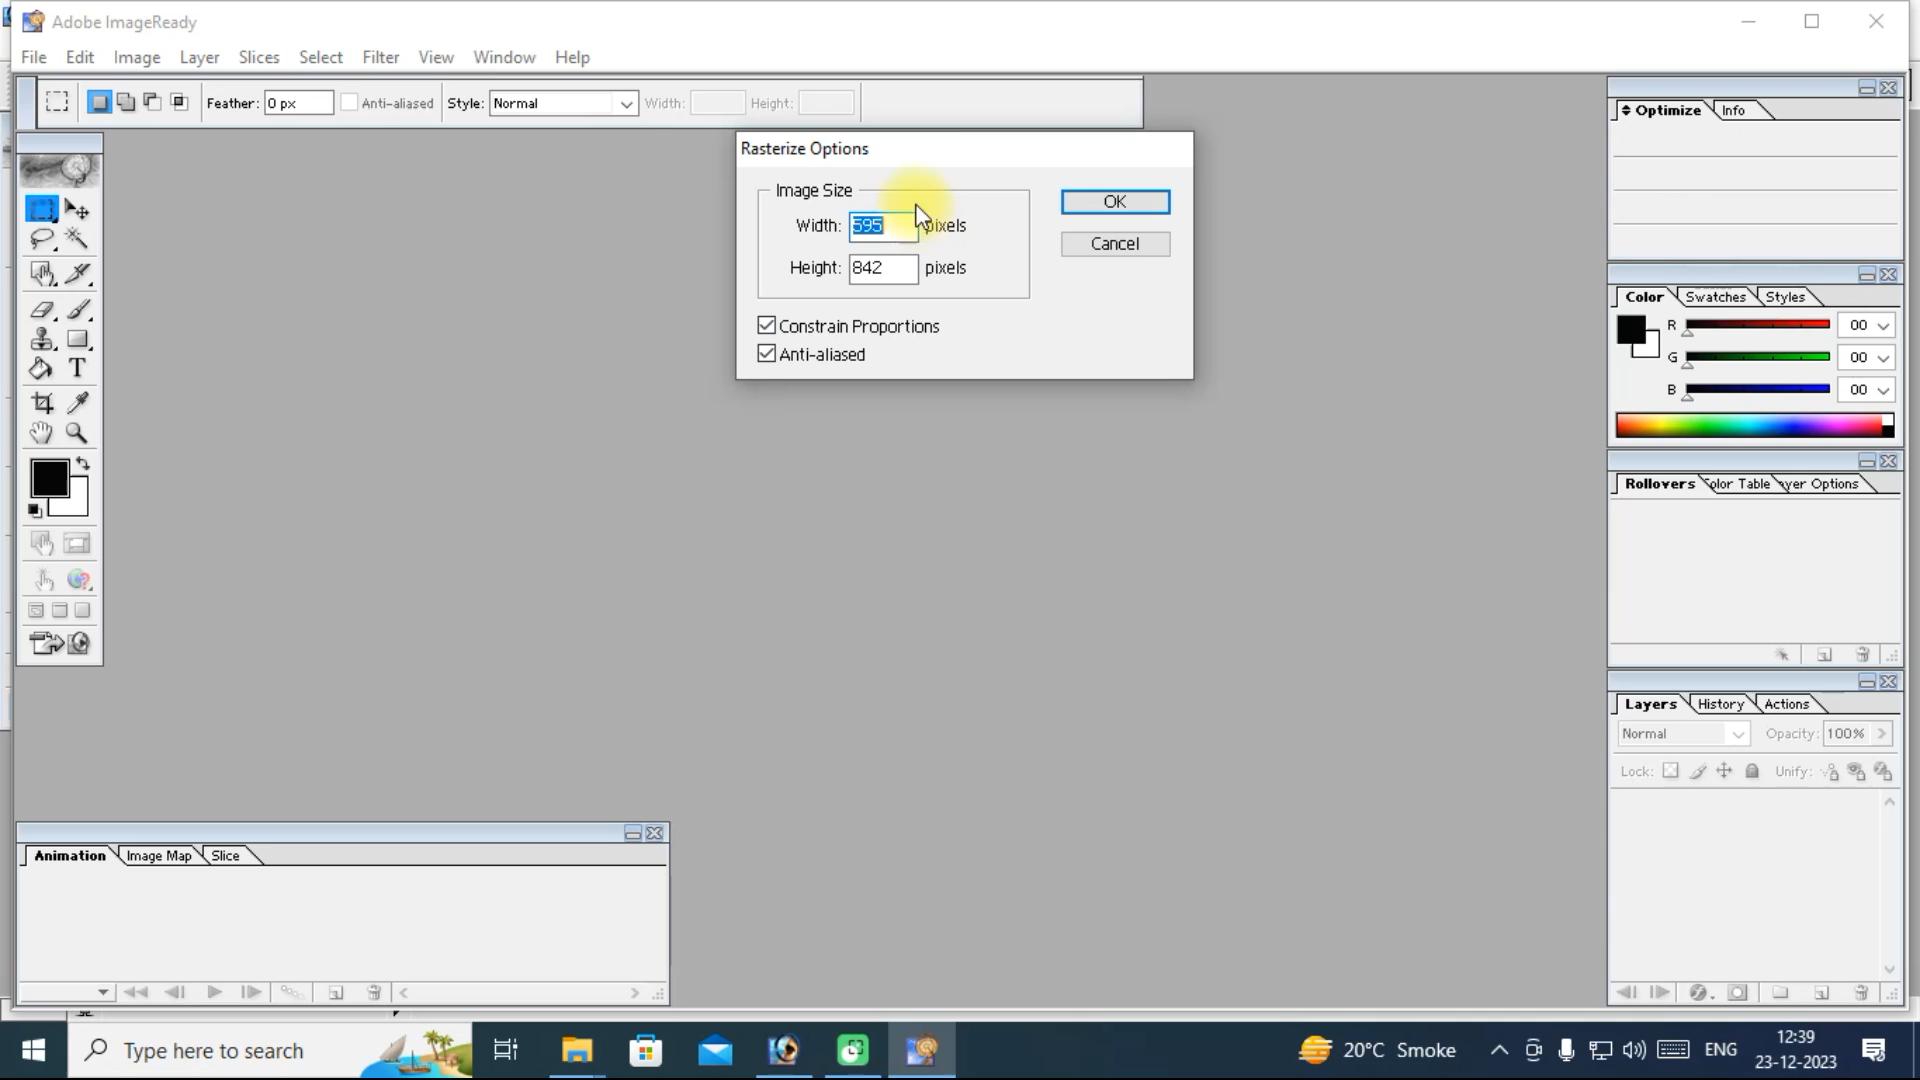 Adobe ImageReady
File Edit Image Layer Slices Select Filter View Window Help
Feather: 0 px Anti-aliased Style: Normal Width: Height:
Rasterize Options
Image Size
Width: 595 pixels
Height: 842 pixels
Constrain Proportions
Anti-aliased
OK
Cancel
Optimize Info
Color Swatches Styles
R 00
G 00
B 00
Rollovers Color Table yer Options
Layers History Actions
Normal Opacity: 100%
Lock: Unify:
Animation Image Map Slice
T
Type here to search
20°C Smoke
ENG
12:39
23-12-2023